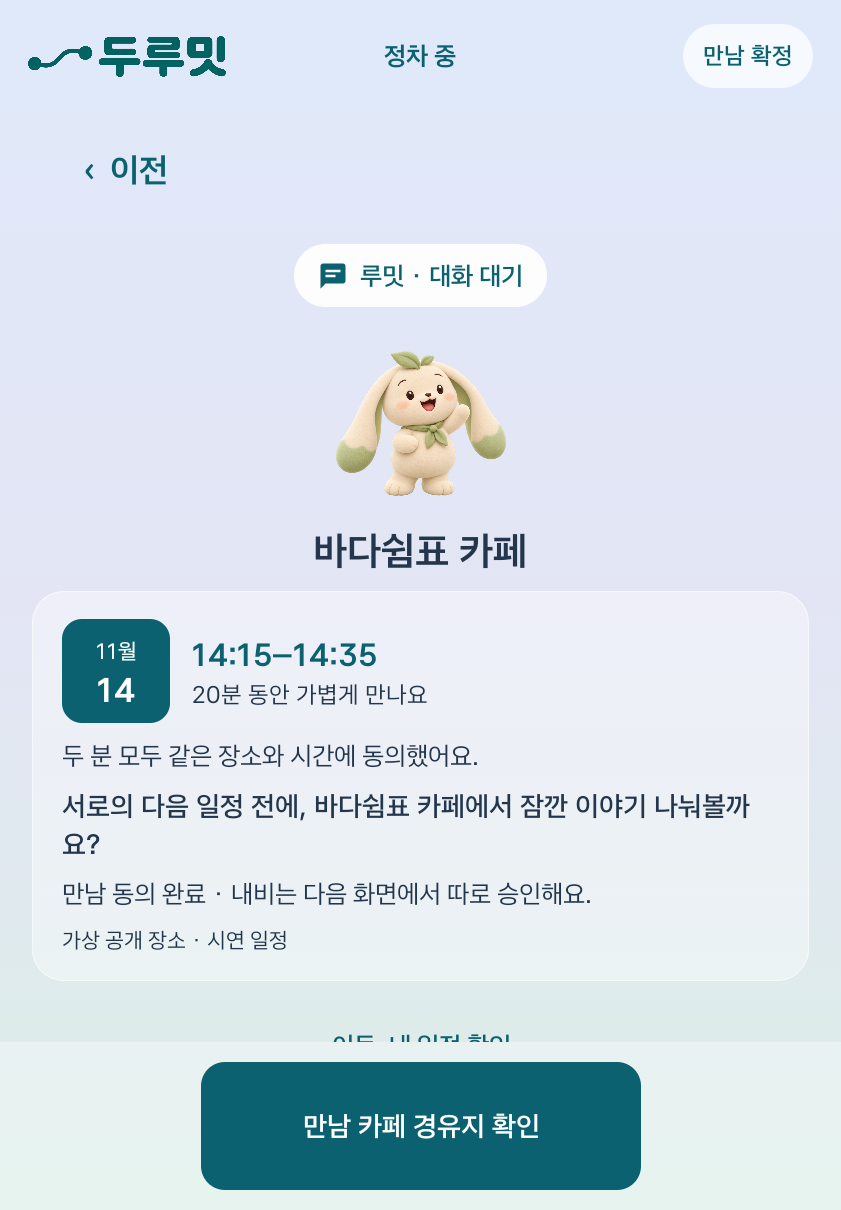 두루밋
정차 중
만남 확정
‹ 이전
루밋 · 대화 대기
바다쉼표 카페
11월
14
14:15–14:35
20분 동안 가볍게 만나요
두 분 모두 같은 장소와 시간에 동의했어요.
서로의 다음 일정 전에, 바다쉼표 카페에서 잠깐 이야기 나눠볼까
요?
만남 동의 완료 · 내비는 다음 화면에서 따로 승인해요.
가상 공개 장소 · 시연 일정
만남 카페 경유지 확인